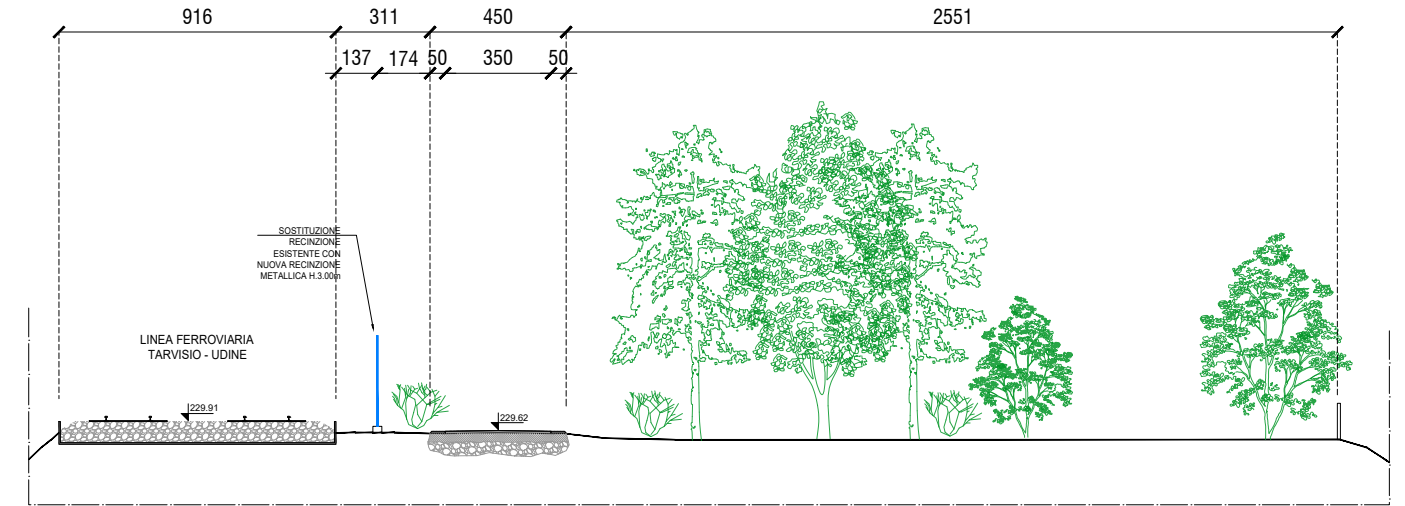 916 311 450 2551
137 174 50 350 50
SOSTITUZIONE
RECINZIONE
ESISTENTE CON
NUOVA RECINZIONE
METALLICA H.3.00m
LINEA FERROVIARIA
TARVISIO - UDINE
229.91
229.62